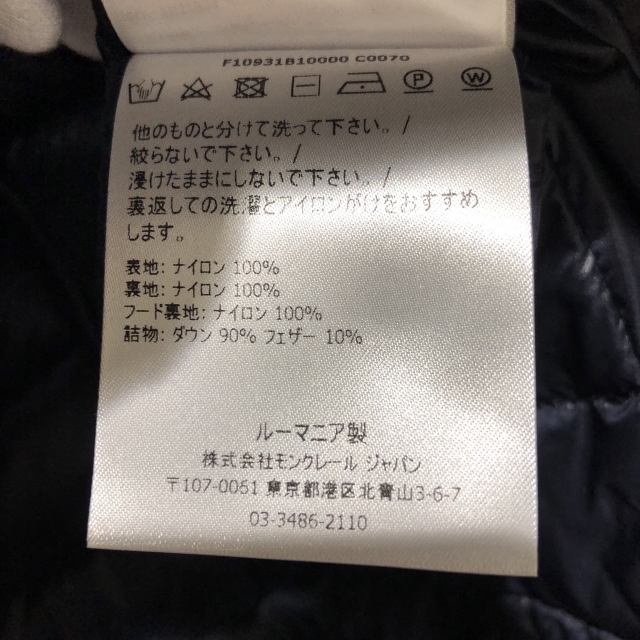 F10931B10000 C0070
P W
他のものと分けて洗って下さい。/
絞らないで下さい。/
浸けたままにしないで下さい。/
裏返しての洗濯とアイロンがけをおすすめ
します。
表地: ナイロン 100%
裏地: ナイロン 100%
フード裏地: ナイロン 100%
詰物: ダウン 90% フェザー 10%
ルーマニア製
株式会社モンクレール ジャパン
〒107-0061 東京都港区北青山3-6-7
03-3486-2110